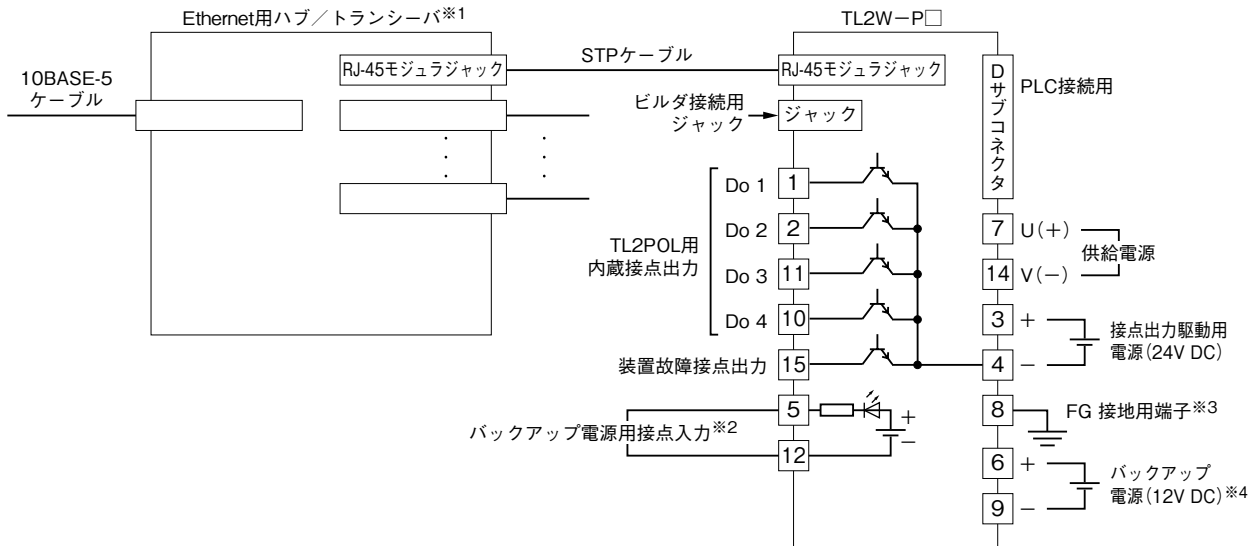 Ethernet用ハブ／トランシーバ※1
10BASE-5
ケーブル
RJ-45モジュラジャック
STPケーブル
TL2W－P□
RJ-45モジュラジャック
ビルダ接続用
ジャック
ジャック
Dサブコネクタ
PLC接続用
TL2POL用
内蔵接点出力
Do 1
1
Do 2
2
Do 3
11
Do 4
10
装置故障接点出力
15
バックアップ電源用接点入力※2
5
＋
－
12
7
U(＋)
供給電源
14
V(－)
3
＋
接点出力駆動用
電源(24V DC)
4
－
8
FG 接地用端子※3
6
＋
バックアップ
電源(12V DC)※4
9
－